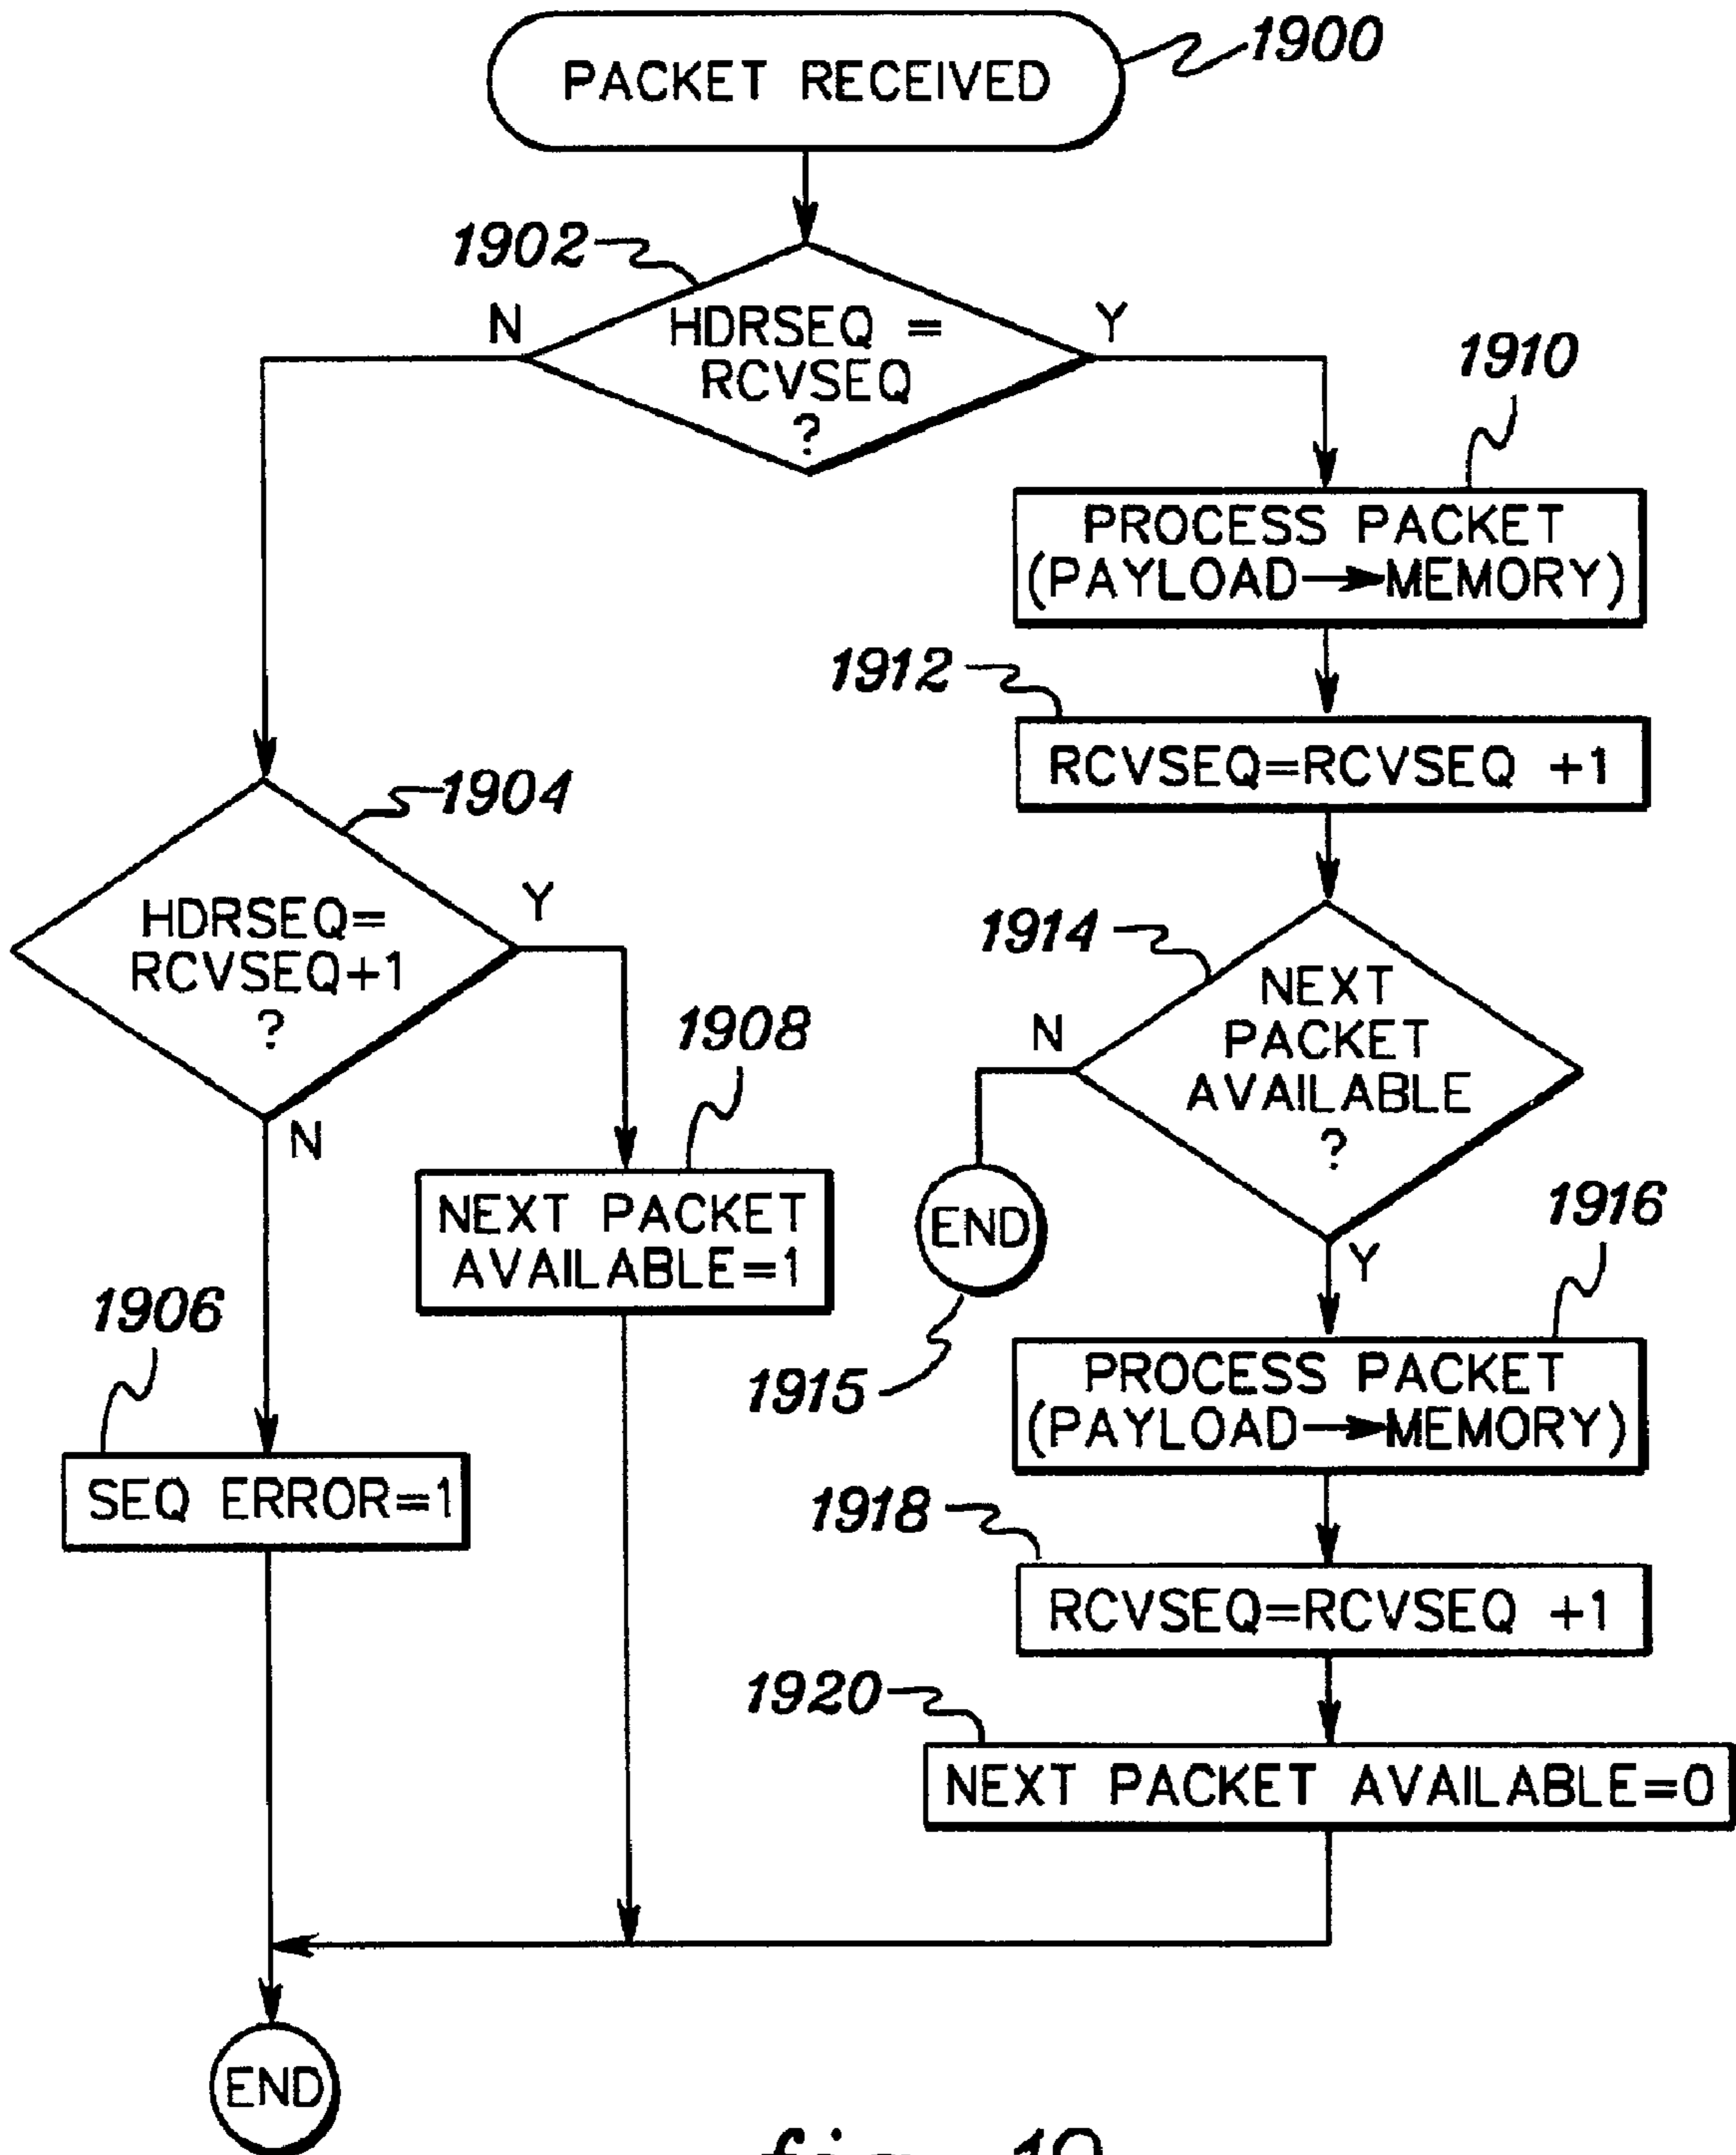 PACKET RECEIVED
1900
1902
N
HDRSEQ =
RCVSEQ
?
Y
1910
PROCESS PACKET
(PAYLOAD→MEMORY)
1912
RCVSEQ=RCVSEQ +1
1904
HDRSEQ=
RCVSEQ+1
?
Y
N
1908
NEXT PACKET
AVAILABLE=1
1906
SEQ ERROR=1
1914
NEXT
PACKET
AVAILABLE
?
N
END
1915
Y
1916
PROCESS PACKET
(PAYLOAD→MEMORY)
1918
RCVSEQ=RCVSEQ +1
1920
NEXT PACKET AVAILABLE=0
END
fig. 19